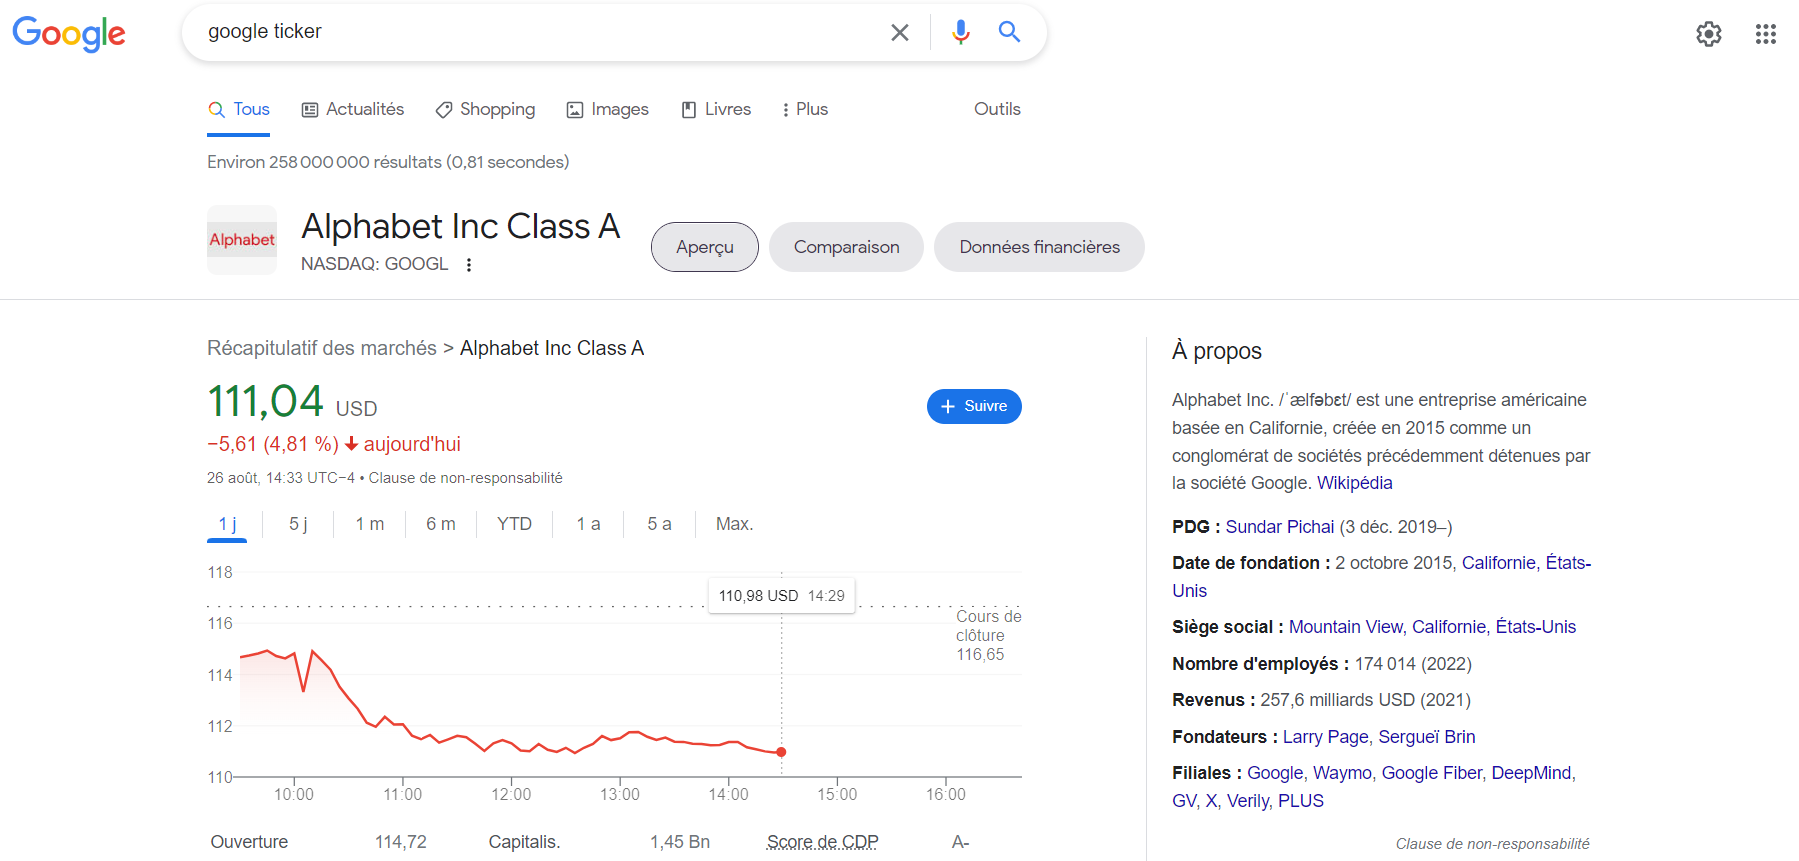 Google
google ticker
Tous Actualités Shopping Images Livres Plus Outils
Environ 258 000 000 résultats (0,81 secondes)
Alphabet
Alphabet Inc Class A
NASDAQ: GOOGL
Aperçu Comparaison Données financières
Récapitulatif des marchés > Alphabet Inc Class A
111,04 USD
+ Suivre
−5,61 (4,81 %) aujourd'hui
26 août, 14:33 UTC−4 • Clause de non-responsabilité
1 j 5 j 1 m 6 m YTD 1 a 5 a Max.
118
110,98 USD 14:29
116
Cours de
clôture
116,65
114
112
110
10:00 11:00 12:00 13:00 14:00 15:00 16:00
Ouverture 114,72 Capitalis. 1,45 Bn Score de CDP A-
À propos
Alphabet Inc. /ˈælfəbɛt/ est une entreprise américaine
basée en Californie, créée en 2015 comme un
conglomérat de sociétés précédemment détenues par
la société Google. Wikipédia
PDG : Sundar Pichai (3 déc. 2019–)
Date de fondation : 2 octobre 2015, Californie, États-
Unis
Siège social : Mountain View, Californie, États-Unis
Nombre d'employés : 174 014 (2022)
Revenus : 257,6 milliards USD (2021)
Fondateurs : Larry Page, Sergueï Brin
Filiales : Google, Waymo, Google Fiber, DeepMind,
GV, X, Verily, PLUS
Clause de non-responsabilité